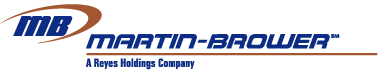 MB
MARTIN-BROWER℠
A Reyes Holdings Company